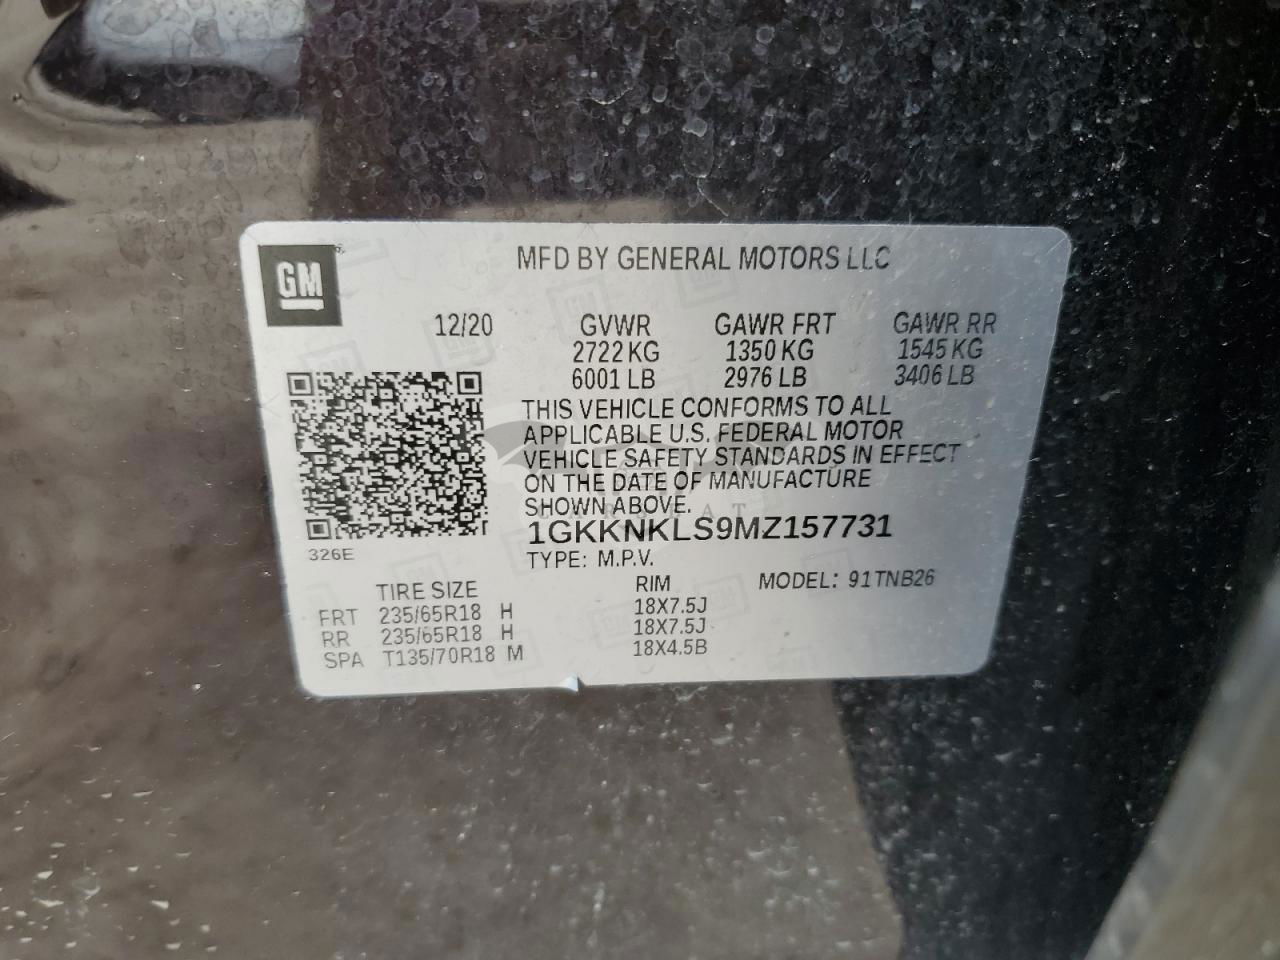 GM
MFD BY GENERAL MOTORS LLC
12/20 GVWR GAWR FRT GAWR RR
2722 KG 1350 KG 1545 KG
6001 LB 2976 LB 3406 LB
THIS VEHICLE CONFORMS TO ALL
APPLICABLE U.S. FEDERAL MOTOR
VEHICLE SAFETY STANDARDS IN EFFECT
ON THE DATE OF MANUFACTURE
SHOWN ABOVE.
1GKKNKLS9MZ157731
326E
TYPE: M.P.V.
TIRE SIZE RIM MODEL: 91TNB26
FRT 235/65R18 H 18X7.5J
RR 235/65R18 H 18X7.5J
SPA T135/70R18 M 18X4.5B